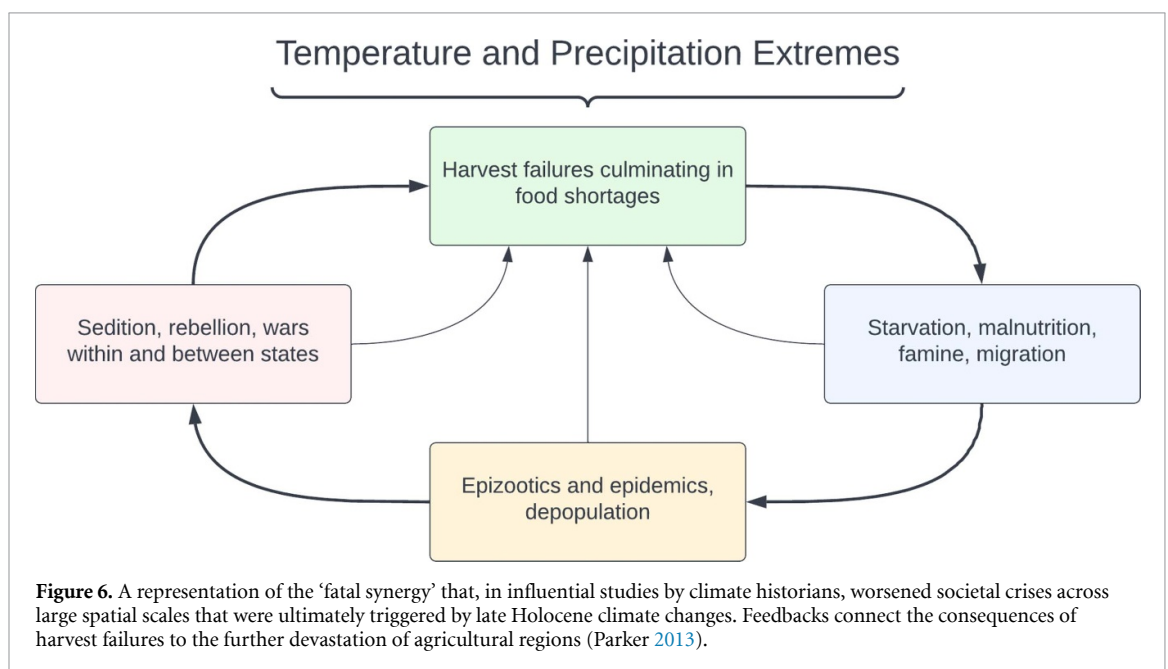 Temperature and Precipitation Extremes
Harvest failures culminating in
food shortages
Sedition, rebellion, wars
within and between states
Starvation, malnutrition,
famine, migration
Epizootics and epidemics,
depopulation
Figure 6. A representation of the ‘fatal synergy’ that, in influential studies by climate historians, worsened societal crises across
large spatial scales that were ultimately triggered by late Holocene climate changes. Feedbacks connect the consequences of
harvest failures to the further devastation of agricultural regions (Parker 2013).